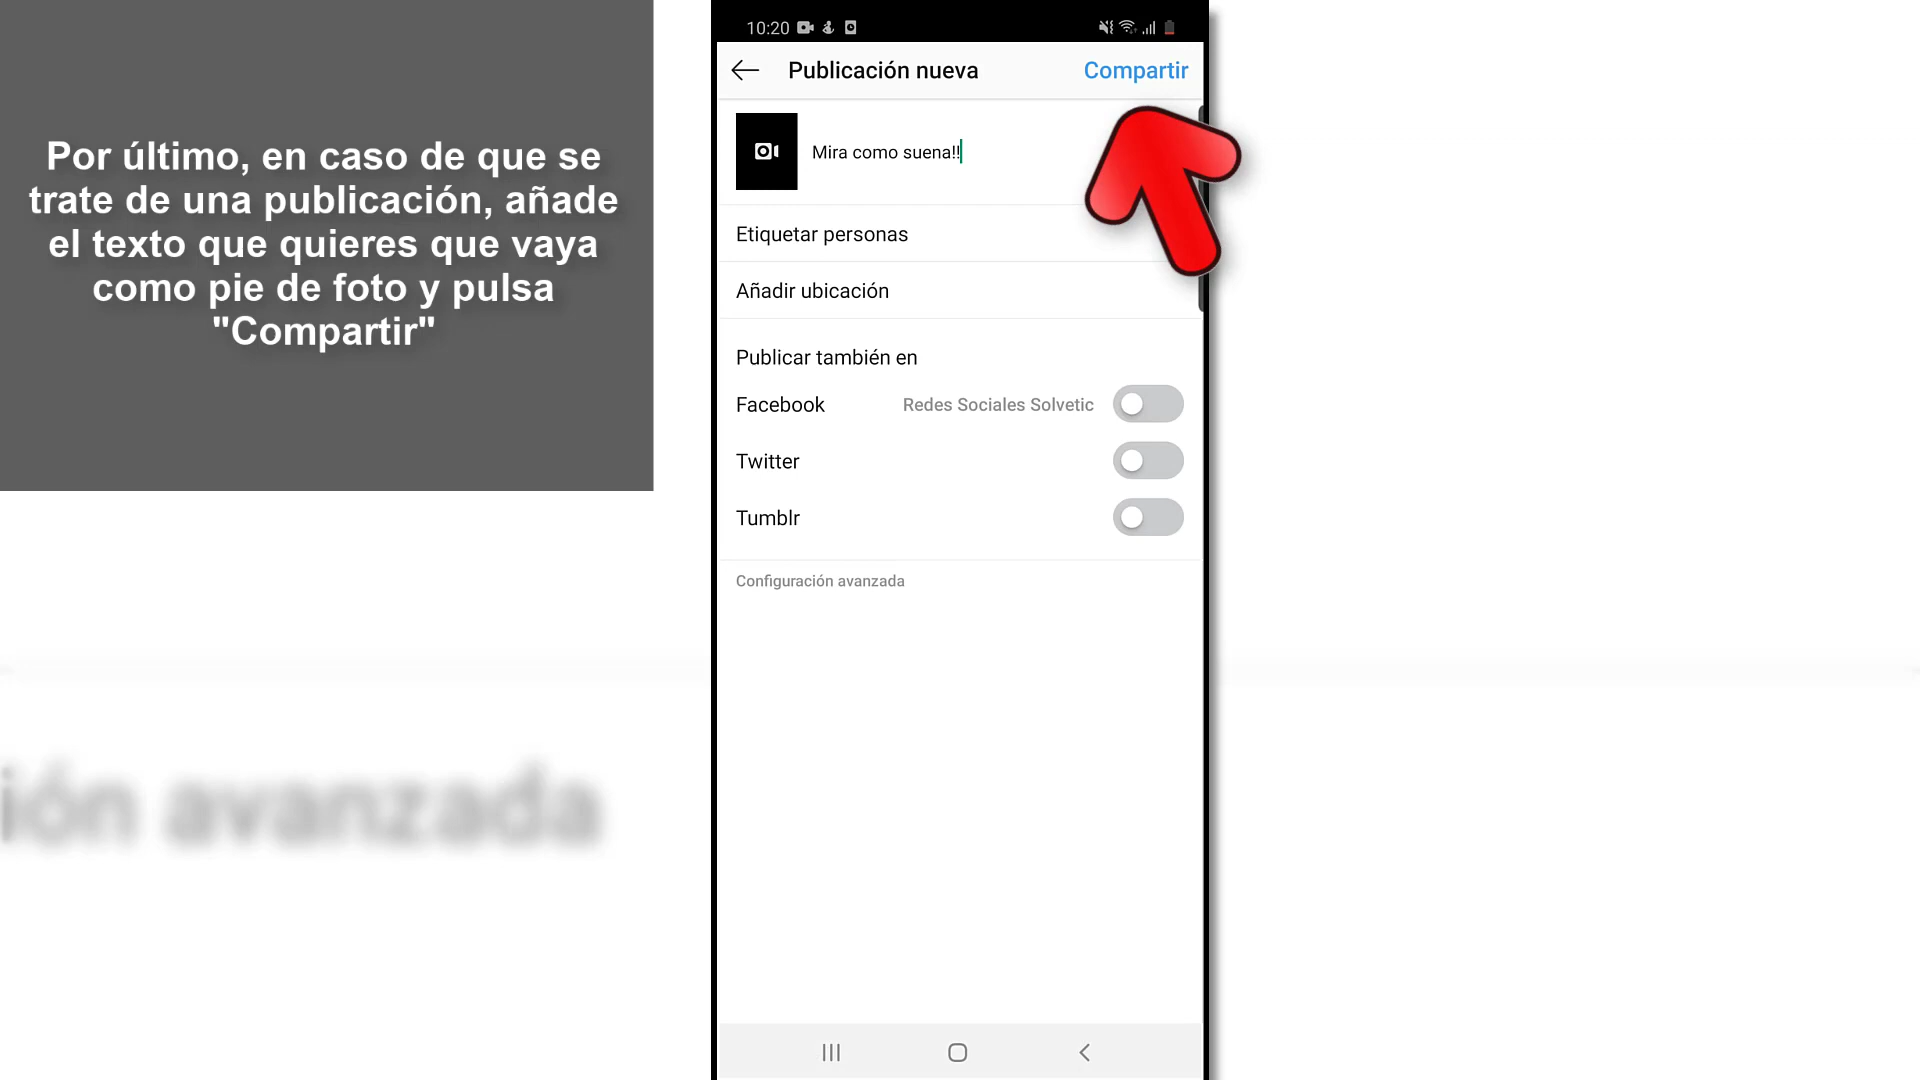 Por último, en caso de que se
trate de una publicación, añade
el texto que quieres que vaya
como pie de foto y pulsa
"Compartir"
10:20
Publicación nueva
Compartir
Mira como suena!!
Etiquetar personas
Añadir ubicación
Publicar también en
Facebook
Redes Sociales Solvetic
Twitter
Tumblr
Configuración avanzada
ión avanzada